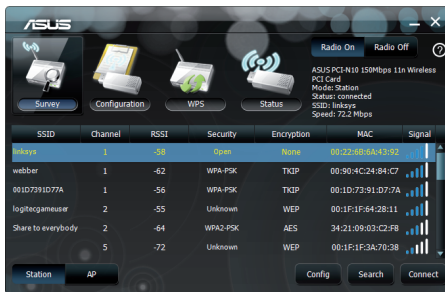 ASUS
Radio On Radio Off ?
ASUS PCI-N10 150Mbps 11n Wireless
PCI Card
Mode: Station
Status: connected
SSID: linksys
Speed: 72.2 Mbps
Survey Configuration WPS Status
SSID Channel RSSI Security Encryption MAC Signal
linksys 1 -58 Open None 00:22:6B:6A:43:92
webber 1 -62 WPA-PSK TKIP 00:90:4C:24:84:C7
001D7391D77A 1 -56 WPA-PSK TKIP 00:1D:73:91:D7:7A
logitecgameuser 2 -55 Unknown WEP 00:1F:1F:64:28:11
Share to everybody 2 -64 WPA2-PSK AES 34:21:09:03:C2:F8
5 -72 Unknown WEP 00:1F:1F:3A:70:38
Station AP Config Search Connect